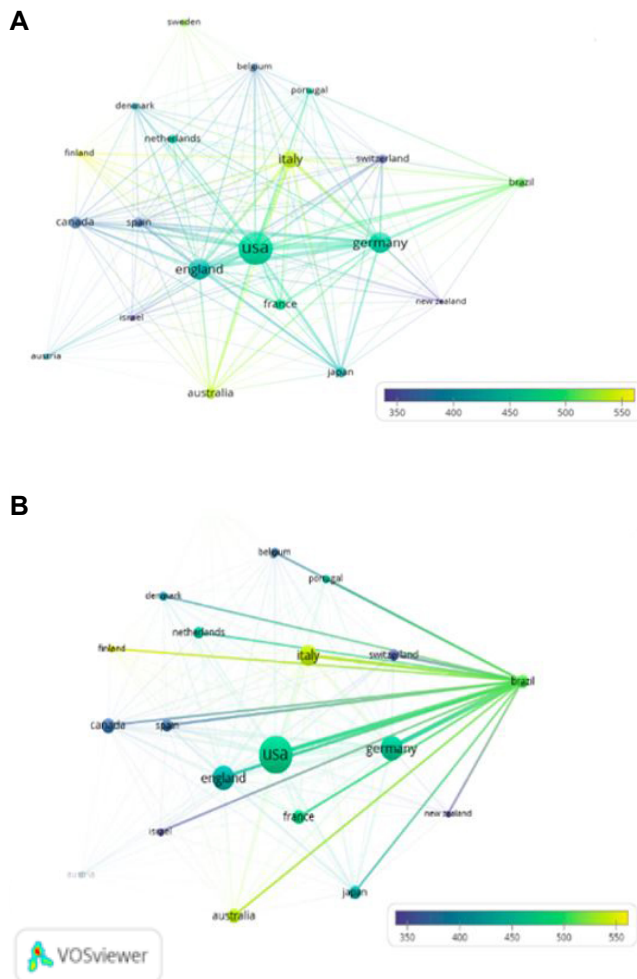 A
sweden
belgium
portugal
denmark
netherlands
finland
italy
switzerland
brazil
canada
spain
usa
germany
england
france
new zealand
israel
austria
japan
australia
350 400 450 500 550
B
belgium
portugal
denmark
netherlands
finland
italy
switzerland
brazil
canada
spain
usa
germany
england
france
new zealand
israel
austria
japan
australia
350 400 450 500 550
VOSviewer